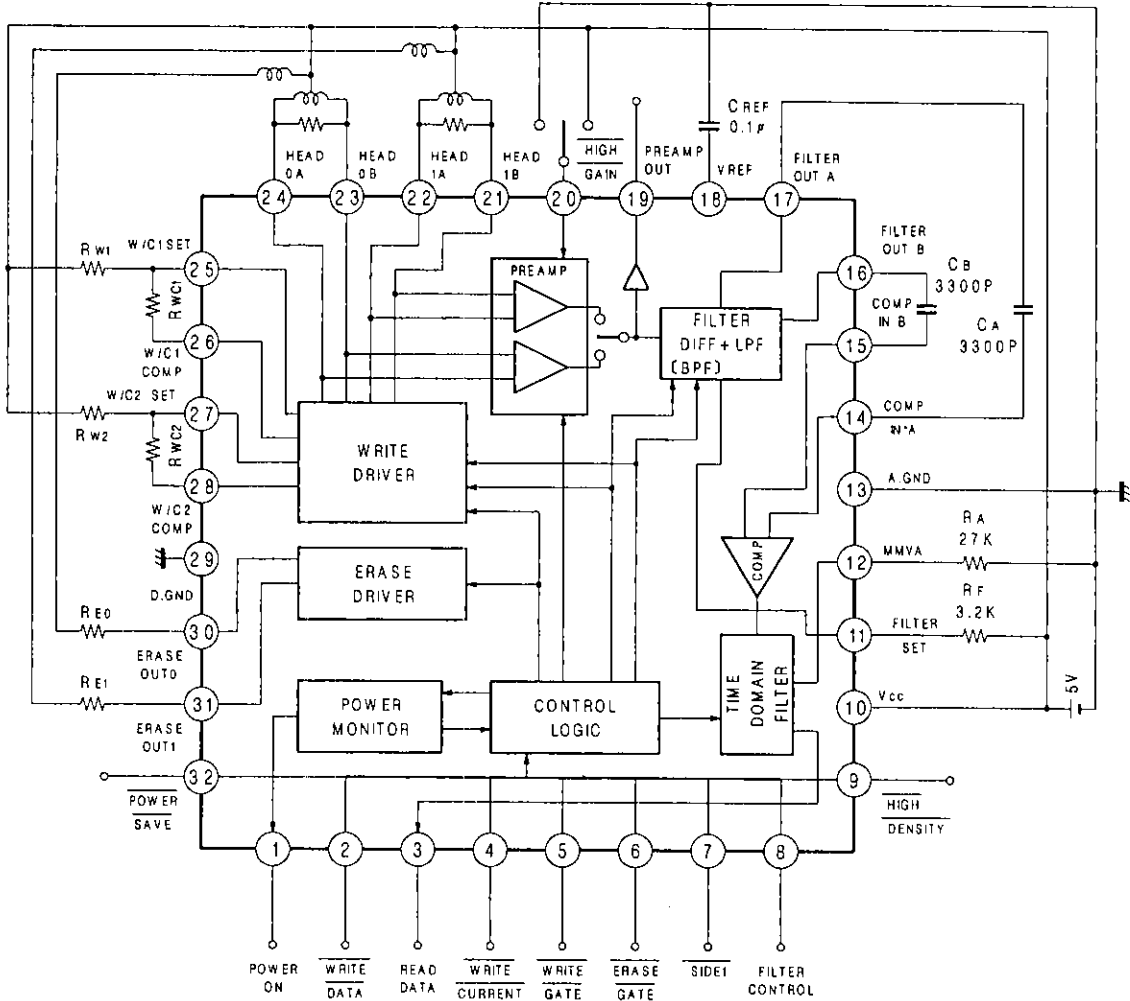 CREF
0.1μ
HEAD 0A
HEAD 0B
HEAD 1A
HEAD 1B
HIGH GAIN
PREAMP OUT
VREF
FILTER OUT A
24
23
22
21
20
19
18
17
RW1
W/C1SET
25
RWC1
26
W/C1 COMP
W/C2 SET
27
RW2
RWC2
28
W/C2 COMP
29
D.GND
RE0
30
ERASE OUT0
RE1
31
ERASE OUT1
32
POWER SAVE
PREAMP
FILTER
DIFF+LPF
(BPF)
WRITE DRIVER
ERASE DRIVER
POWER MONITOR
CONTROL LOGIC
COMP
TIME DOMAIN FILTER
FILTER OUT B
16
CB
3300P
COMP IN B
CA
3300P
15
14
COMP IN A
13
A.GND
RA
27K
12
MMVA
RF
3.2K
11
FILTER SET
10
Vcc
5V
9
HIGH DENSITY
1
2
3
4
5
6
7
8
POWER ON
WRITE DATA
READ DATA
WRITE CURRENT
WRITE GATE
ERASE GATE
SIDE1
FILTER CONTROL